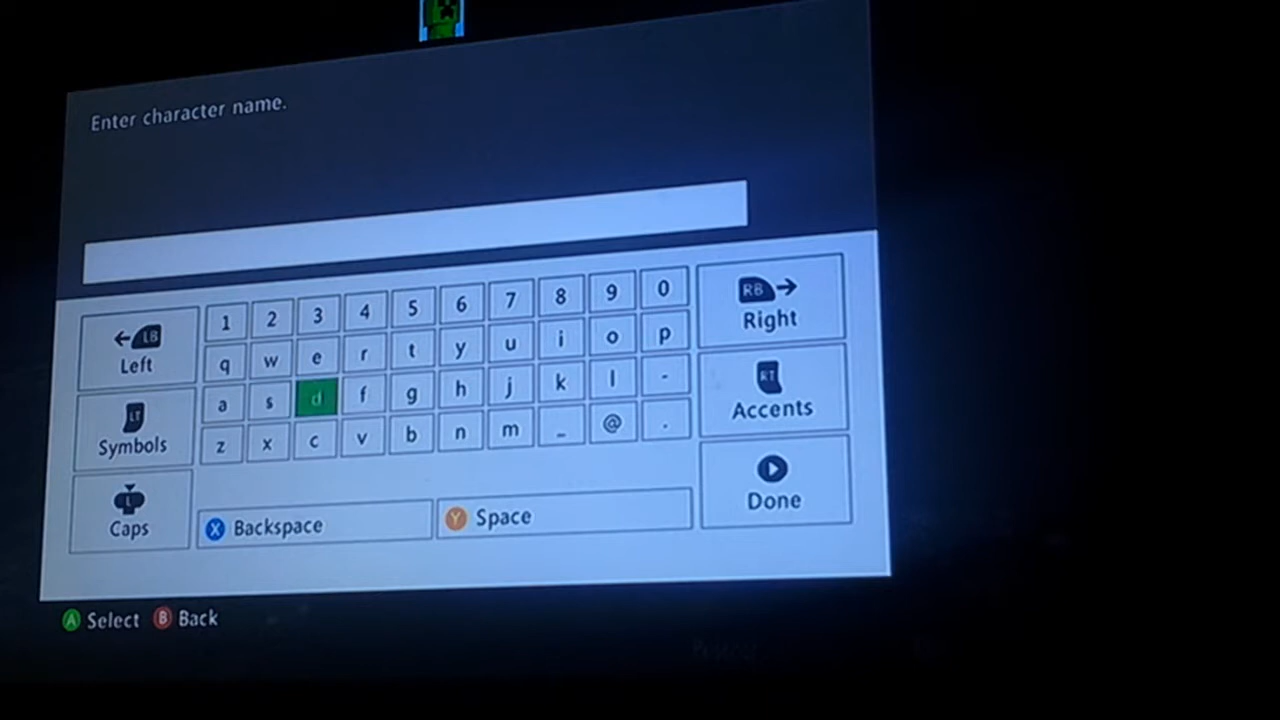 Enter character name.
1 2 3 4 5 6 7 8 9 0
q w e r t y u i o p
a s d f g h j k l -
z x c v b n m _ @ .
LB
Left
LT
Symbols
L
Caps
X Backspace
Y Space
RB
Right
RT
Accents
Done
A Select B Back